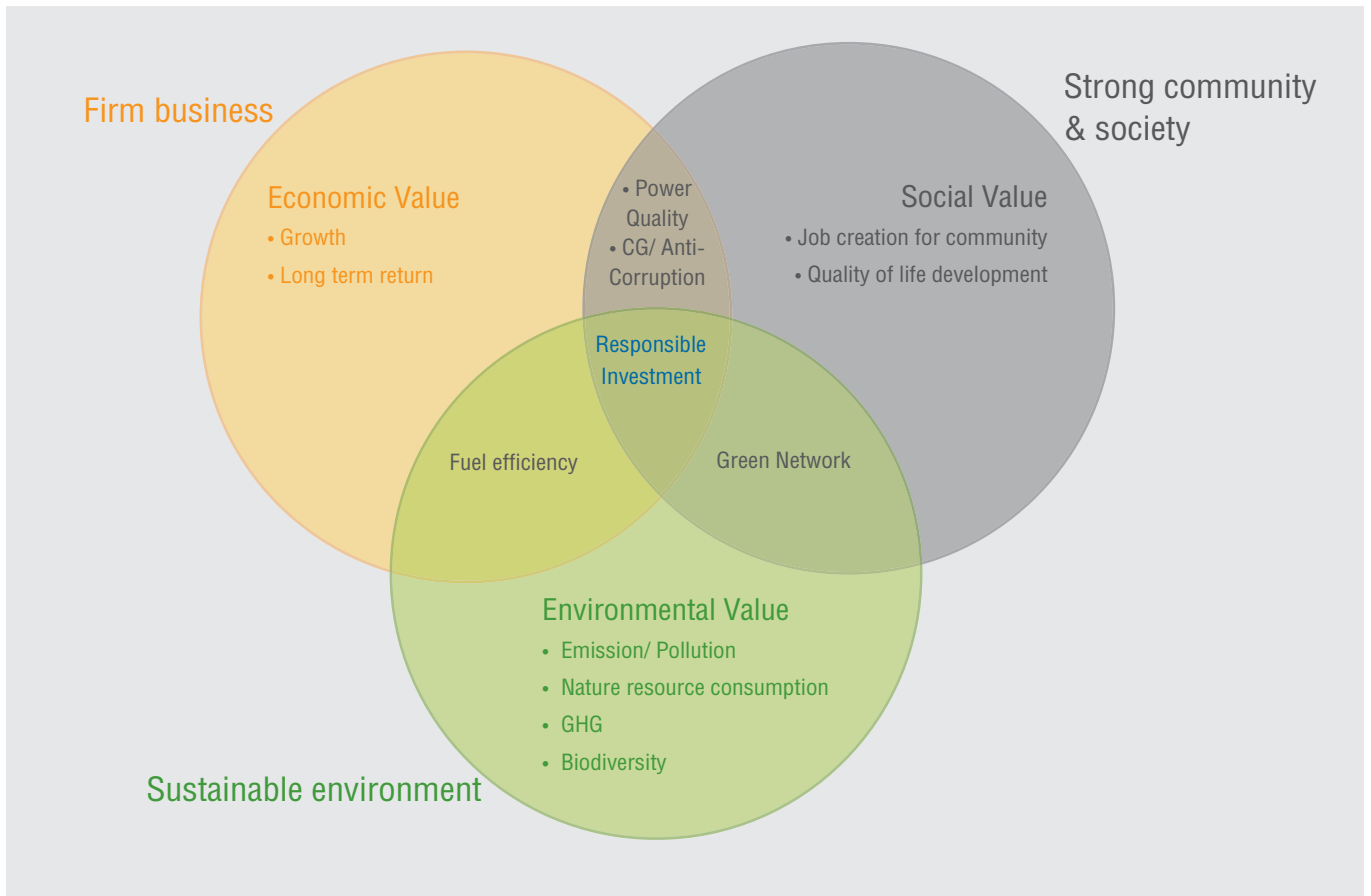 Firm business
Strong community
& society
Economic Value
• Growth
• Long term return
• Power
Quality
• CG/ Anti-
Corruption
Social Value
• Job creation for community
• Quality of life development
Responsible
Investment
Fuel efficiency
Green Network
Environmental Value
• Emission/ Pollution
• Nature resource consumption
• GHG
• Biodiversity
Sustainable environment